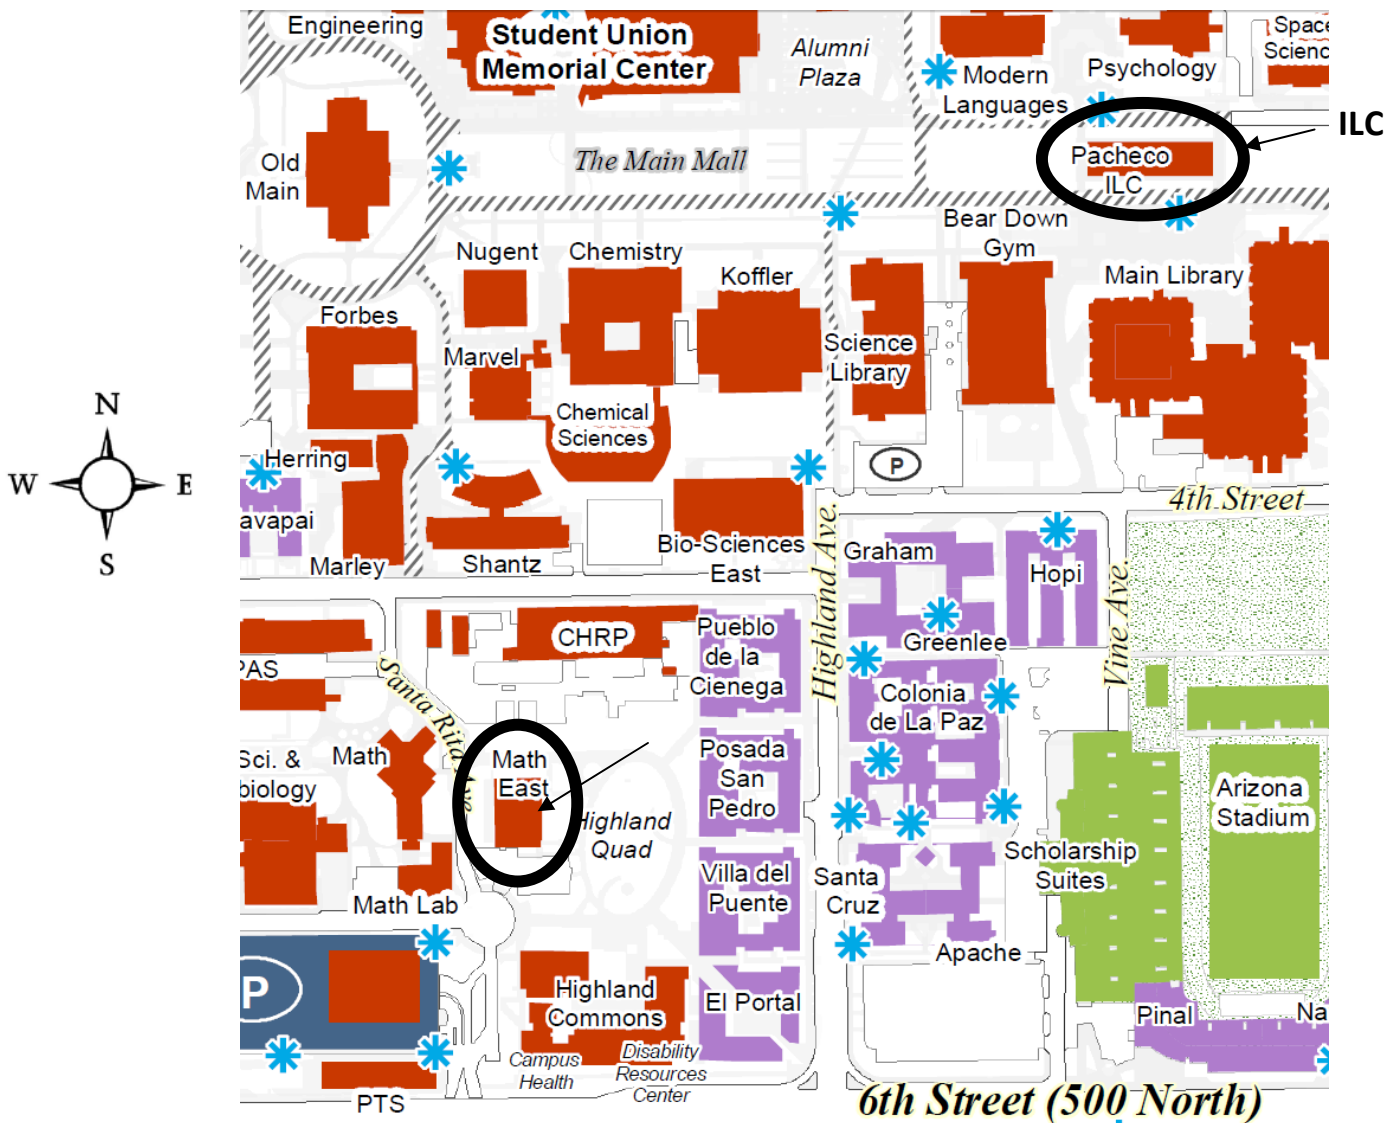 Engineering
Student Union
Memorial Center
Alumni
Plaza
Modern
Languages
Psychology
Space
Scienc
ILC
Old
Main
The Main Mall
Pacheco
ILC
Nugent
Chemistry
Koffler
Bear Down
Gym
Main Library
Forbes
Marvel
Science
Library
Chemical
Sciences
N
W
E
S
Herring
P
4th Street
avapai
Marley
Shantz
Bio-Sciences
East
Highland Ave.
Graham
Hopi
Vine Ave.
Greenlee
CHRP
Pueblo
de la
Cienega
PAS
Santa Rita Ave.
Colonia
de La Paz
Math
Math
East
Sci. &
biology
Highland
Quad
Posada
San
Pedro
Arizona
Stadium
Scholarship
Suites
Villa del
Puente
Santa
Cruz
Math Lab
Apache
P
Highland
Commons
El Portal
Pinal
Na
Campus
Health
Disability
Resources
Center
PTS
6th Street (500 North)